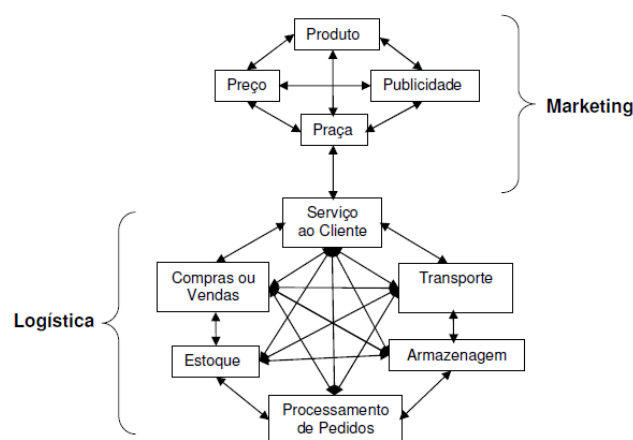 Produto
Preço
Publicidade
Praça
Marketing
Serviço
ao Cliente
Compras ou
Vendas
Transporte
Logística
Estoque
Armazenagem
Processamento
de Pedidos